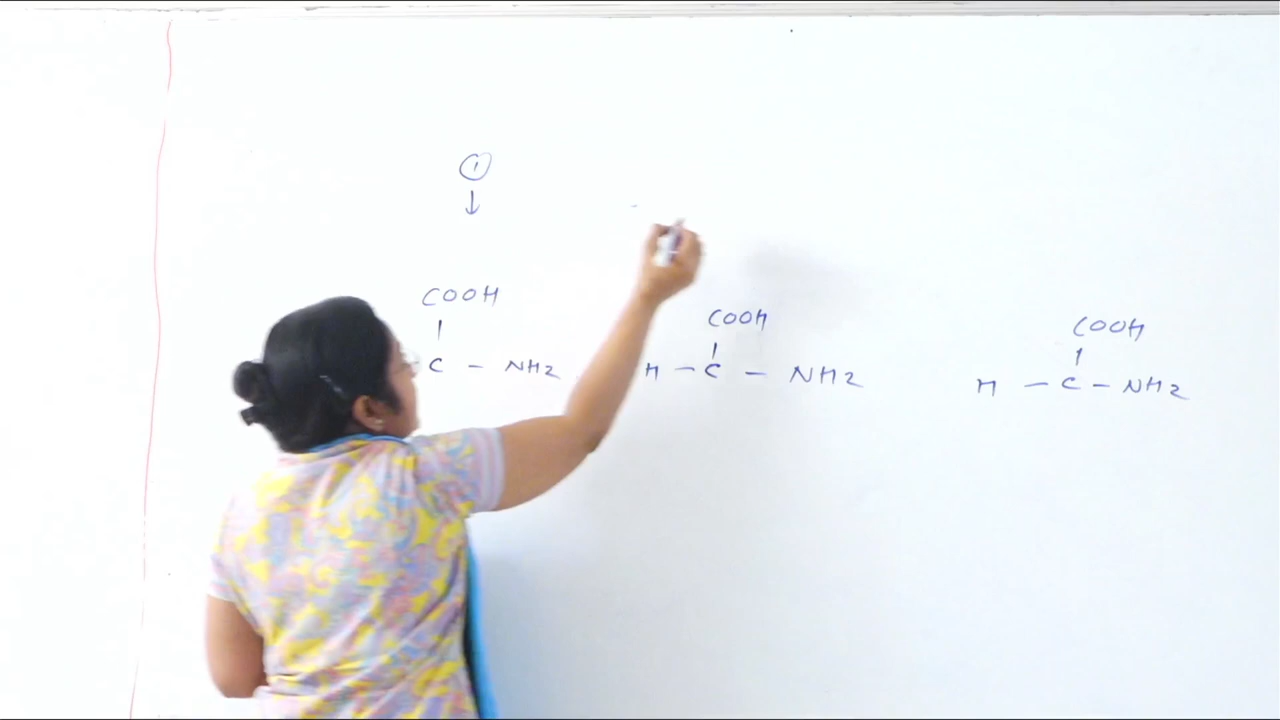 ①
↓
COOH
|
C – NH2
COOH
|
H – C – NH2
COOH
|
H – C – NH2